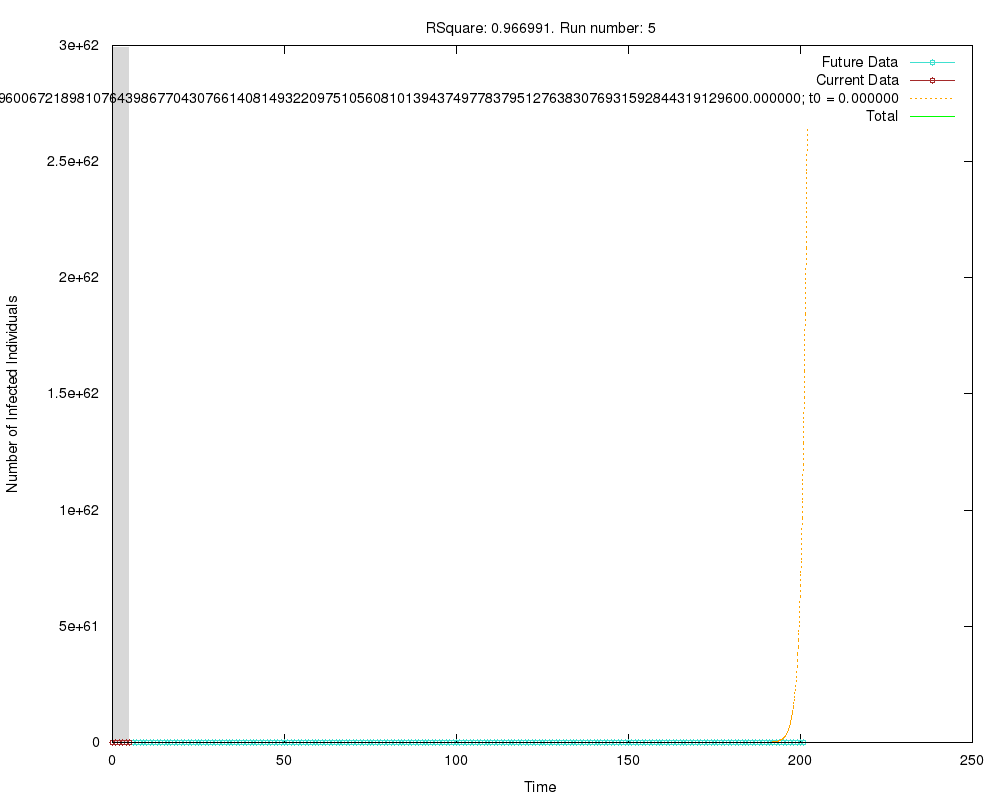 RSquare: 0.966991. Run number: 5
3e+62
2.5e+62
2e+62
1.5e+62
1e+62
5e+61
0
Number of Infected Individuals
Future Data
Current Data
9600672189810764398677043076614081493220975105608101394374977837951276383076931592844319129600.000000; t0 = 0.000000
Total
0 50 100 150 200 250
Time